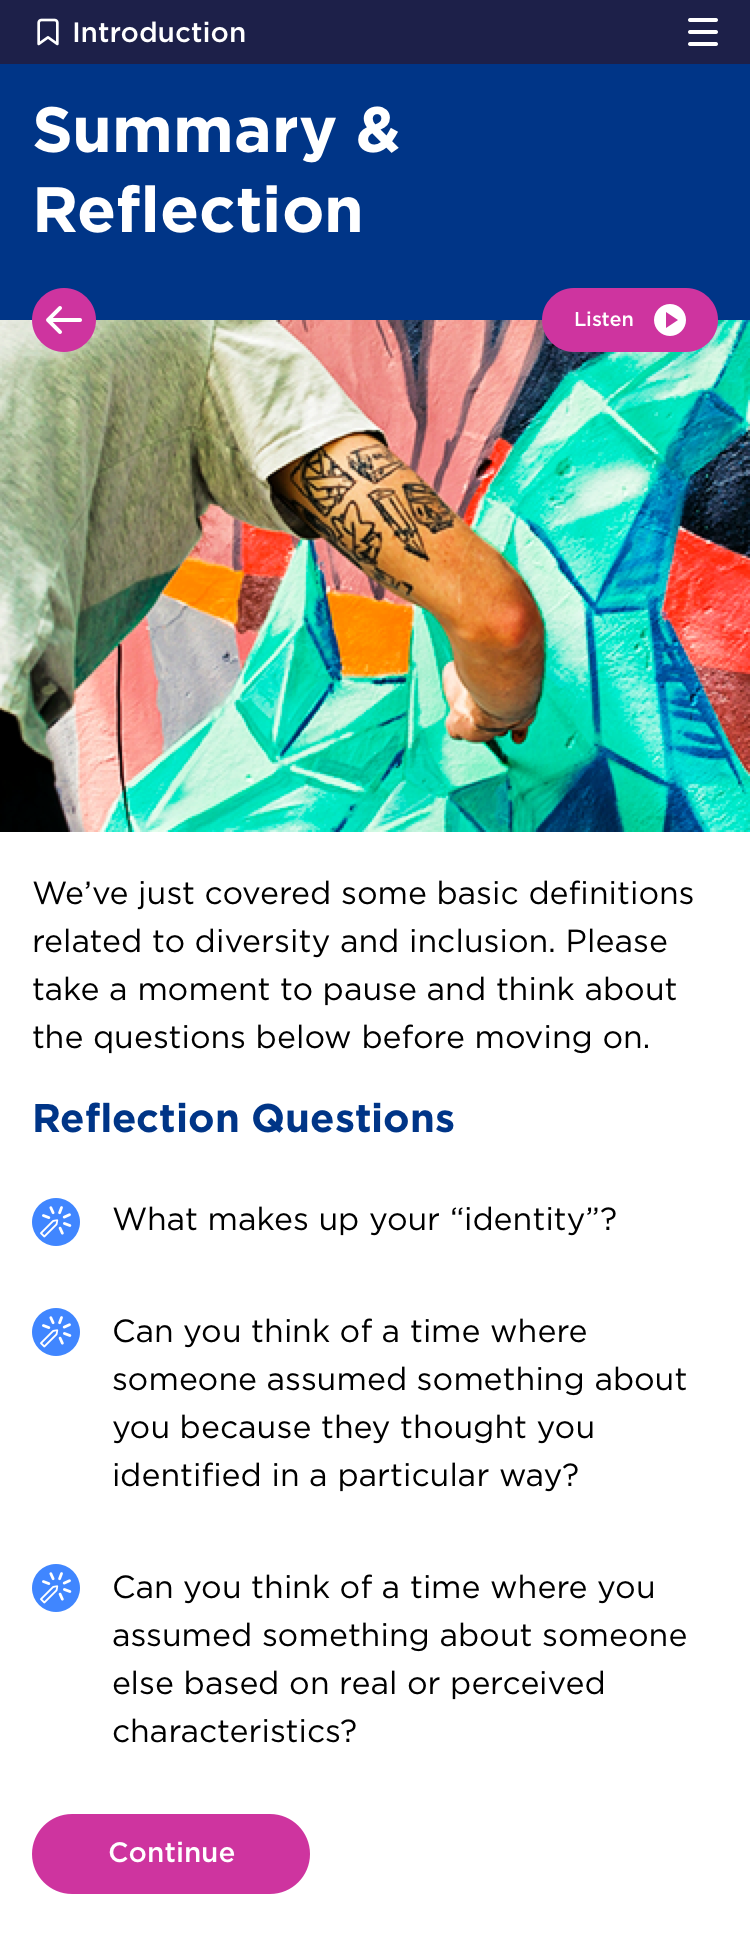 Introduction
Summary &
Reflection
Listen
We’ve just covered some basic definitions
related to diversity and inclusion. Please
take a moment to pause and think about
the questions below before moving on.
Reflection Questions
What makes up your “identity”?
Can you think of a time where
someone assumed something about
you because they thought you
identified in a particular way?
Can you think of a time where you
assumed something about someone
else based on real or perceived
characteristics?
Continue